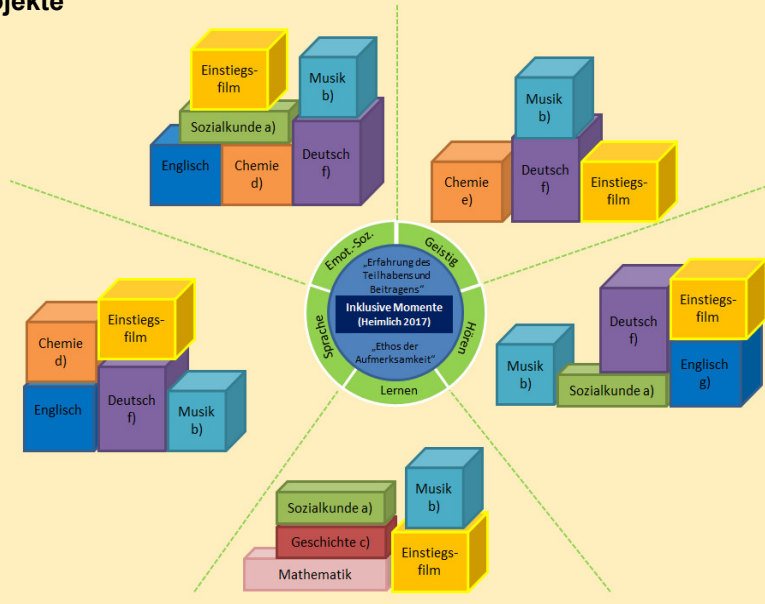 Einstiegs-
film
Musik
b)
Sozialkunde a)
Englisch
Chemie
d)
Deutsch
f)
Musik
b)
Chemie
e)
Deutsch
f)
Einstiegs-
film
Emot.-Soz.
Geistig
Hören
Lernen
Sprache
„Erfahrung des
Teilhabens und
Beitragens“
Inklusive Momente
(Heimlich 2017)
„Ethos der
Aufmerksamkeit“
Chemie
d)
Einstiegs-
film
Englisch
Deutsch
f)
Musik
b)
Deutsch
f)
Einstiegs-
film
Musik
b)
Sozialkunde a)
Englisch
g)
Sozialkunde a)
Geschichte c)
Mathematik
Musik
b)
Einstiegs-
film